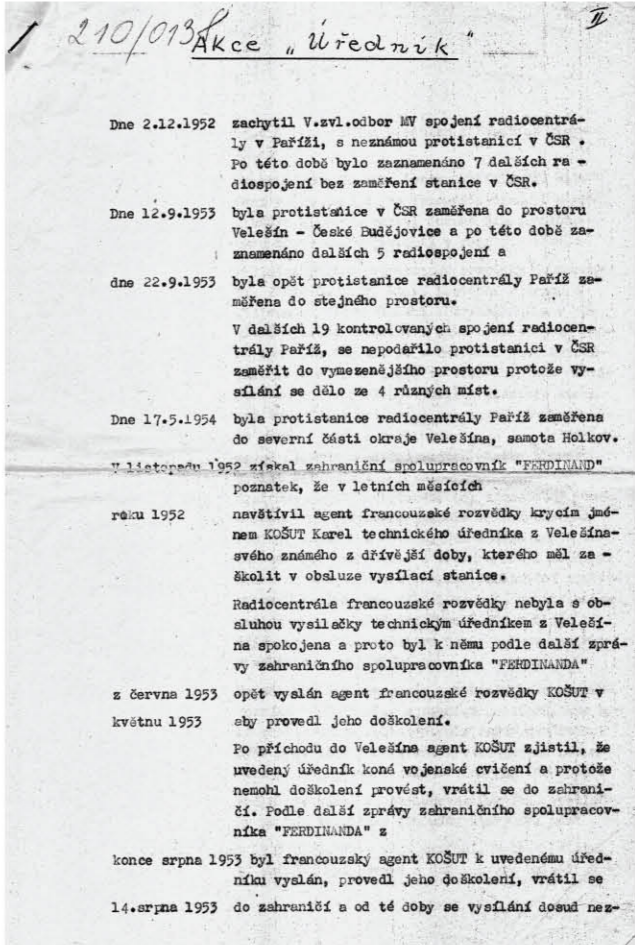 210/013
II
Akce „Úředník"
Dne 2.12.1952 zachytil V.zvl.odbor MV spojení radiocentrá-
ly v Paříži, s neznámou protistanicí v ČSR .
Po této době bylo zaznamenáno 7 dalších ra -
diospojení bez zaměření stanice v ČSR.
Dne 12.9.1953 byla protistanice v ČSR zaměřena do prostoru
Velešín - České Budějovice a po této době za-
znamenáno dalších 5 radiospojení a
dne 22.9.1953 byla opět protistanice radiocentrály Paříž za-
měřena do stejného prostoru.
V dalších 19 kontrolovaných spojení radiocen-
trály Paříž, se nepodařilo protistanici v ČSR
zaměřit do vymezenějšího prostoru protože vy-
sílání se dělo ze 4 různých míst.
Dne 17.5.1954 byla protistanice radiocentrály Paříž zaměřena
do severní části okraje Velešína, samota Holkov.
V listopadu 1952 získal zahraniční spolupracovník "FERDINAND"
poznatek, že v letních měsících
roku 1952 navětívil agent francouzské rozvědky krycím jmé-
nem KOŠUT Karel technického úředníka z Velešína-
svého známého z dřívější doby, kterého měl za -
školit v obsluze vysílací stanice.
Radiocentrála francouzské rozvědky nebyla s ob-
sluhou vysilačky technickým úředníkem z Veleší-
na spokojena a proto byl k němu podle další zprá-
vy zahraničního spolupracovníka "FERDINANDA"
z června 1953 opět vyslán agent francouzské rozvědky KOŠUT v
květnu 1953 aby provedl jeho doškolení.
Po příchodu do Velešína agent KOŠUT zjistil, že
uvedený úředník koná vojenské cvičení a protože
nemohl doškolení provést, vrátil se do zahrani-
čí. Podle další zprávy zahraničního spolupracov-
níka "FERDINANDA" z
konce srpna 1953 byl francouzský agent KOŠUT k uvedenému úřed-
níku vyslán, provedl jeho doškolení, vrátil se
14.srpna 1953 do zahraničí a od té doby se vysílání dosud nez-